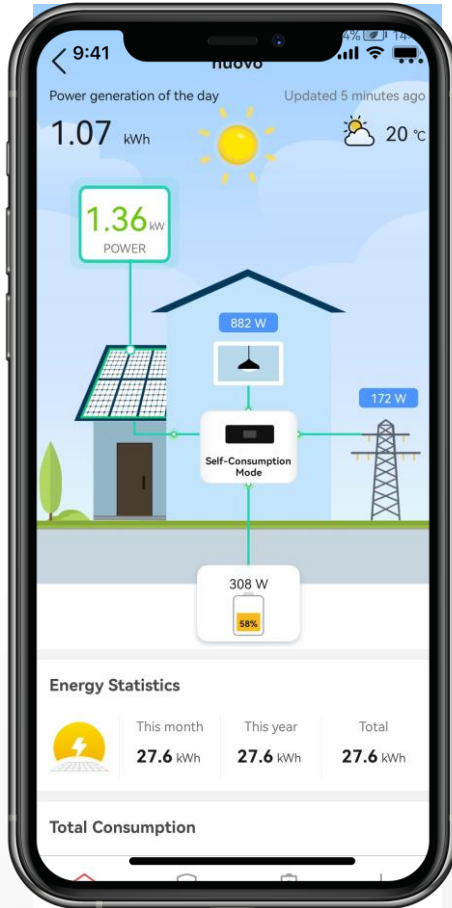 9:41
nuovo
Power generation of the day
Updated 5 minutes ago
1.07 kWh
20 °C
1.36 kW
POWER
882 W
172 W
Self-Consumption
Mode
308 W
58%
Energy Statistics
This month
This year
Total
27.6 kWh
27.6 kWh
27.6 kWh
Total Consumption